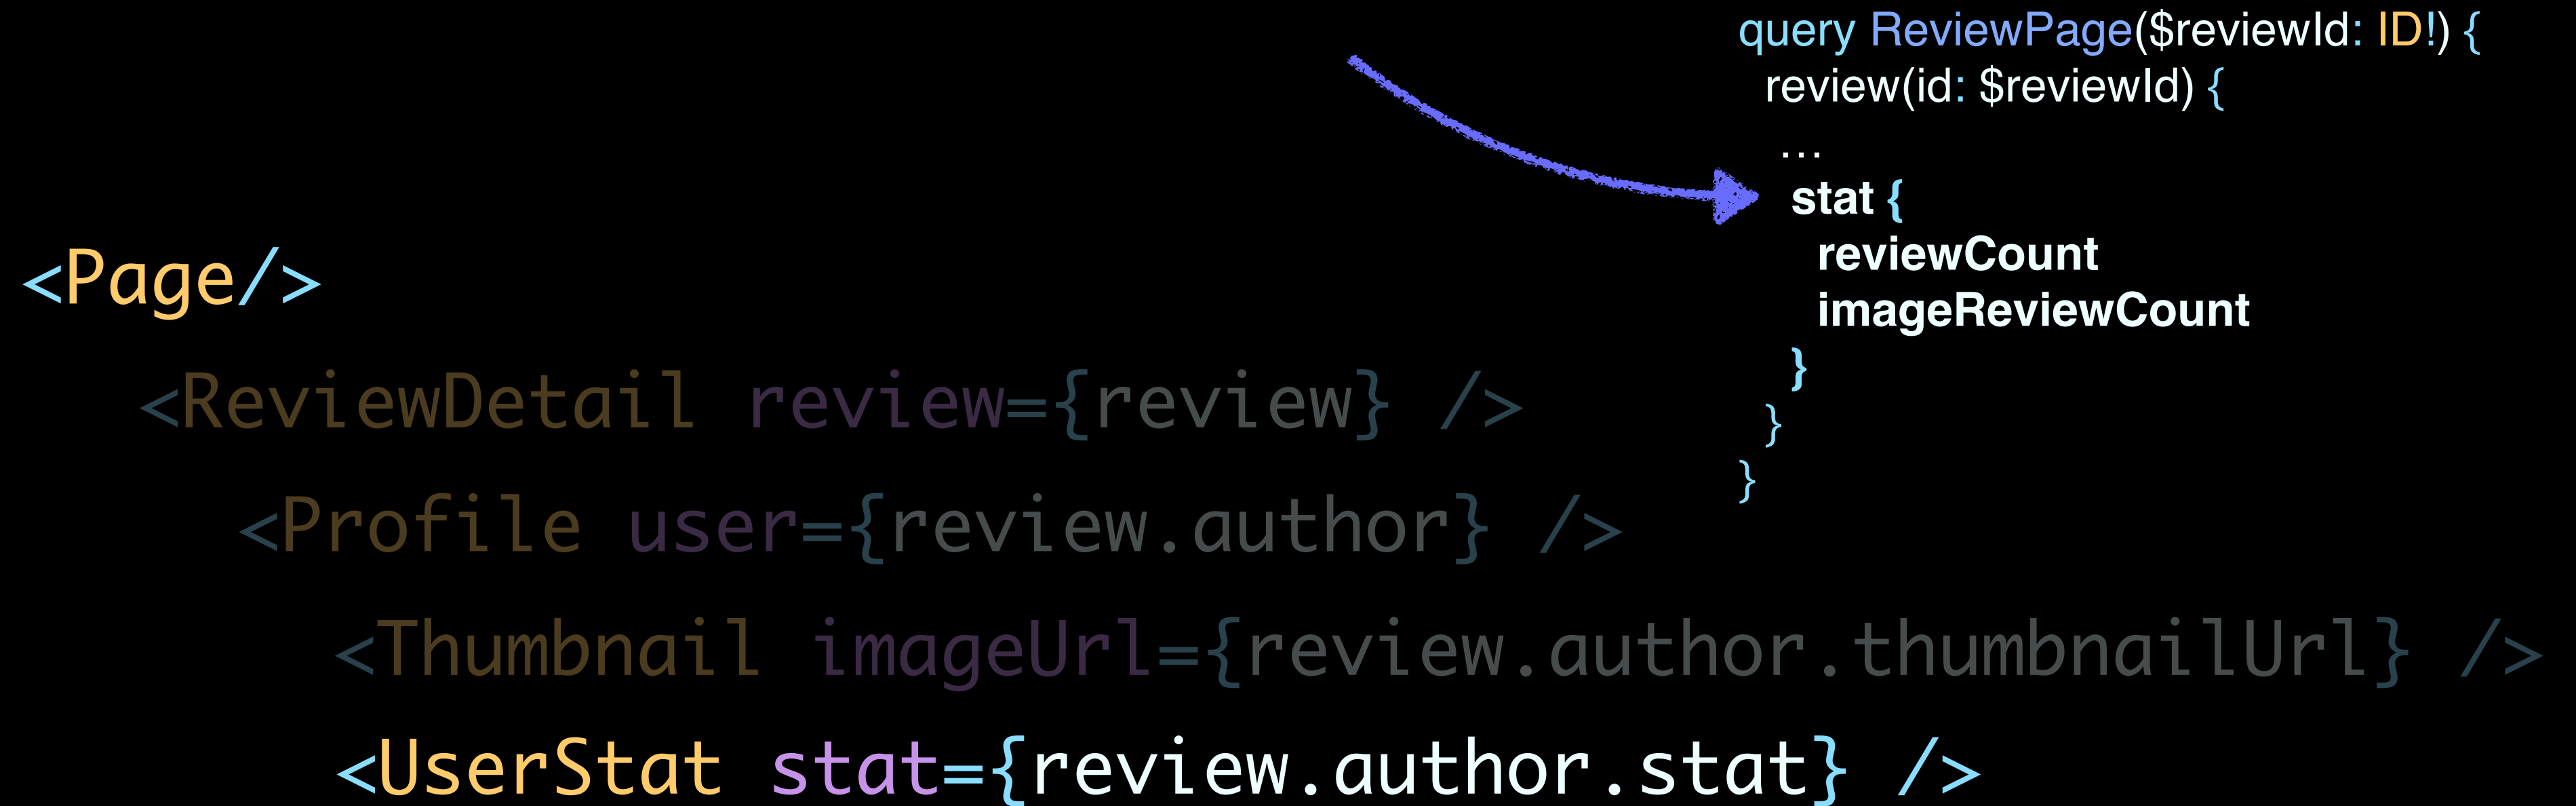 query ReviewPage($reviewId: ID!) {
review(id: $reviewId) {
...
stat {
reviewCount
imageReviewCount
}
}
}
<Page/>
<ReviewDetail review={review} />
<Profile user={review.author} />
<Thumbnail imageUrl={review.author.thumbnailUrl} />
<UserStat stat={review.author.stat} />